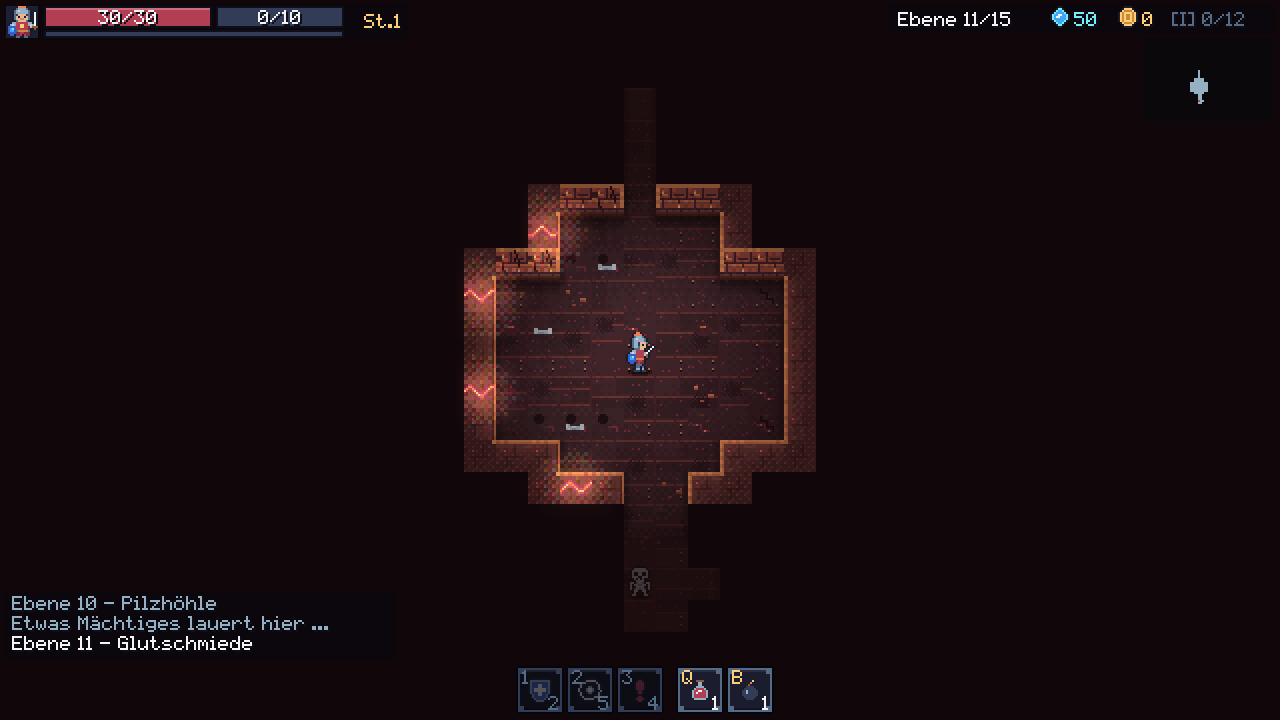 30/30 0/10 St.1 Ebene 11/15 50 0 [I] 0/12
Ebene 10 – Pilzhöhle
Etwas Mächtiges lauert hier ...
Ebene 11 – Glutschmiede
1 2 3 Q B
2 5 4 1 1